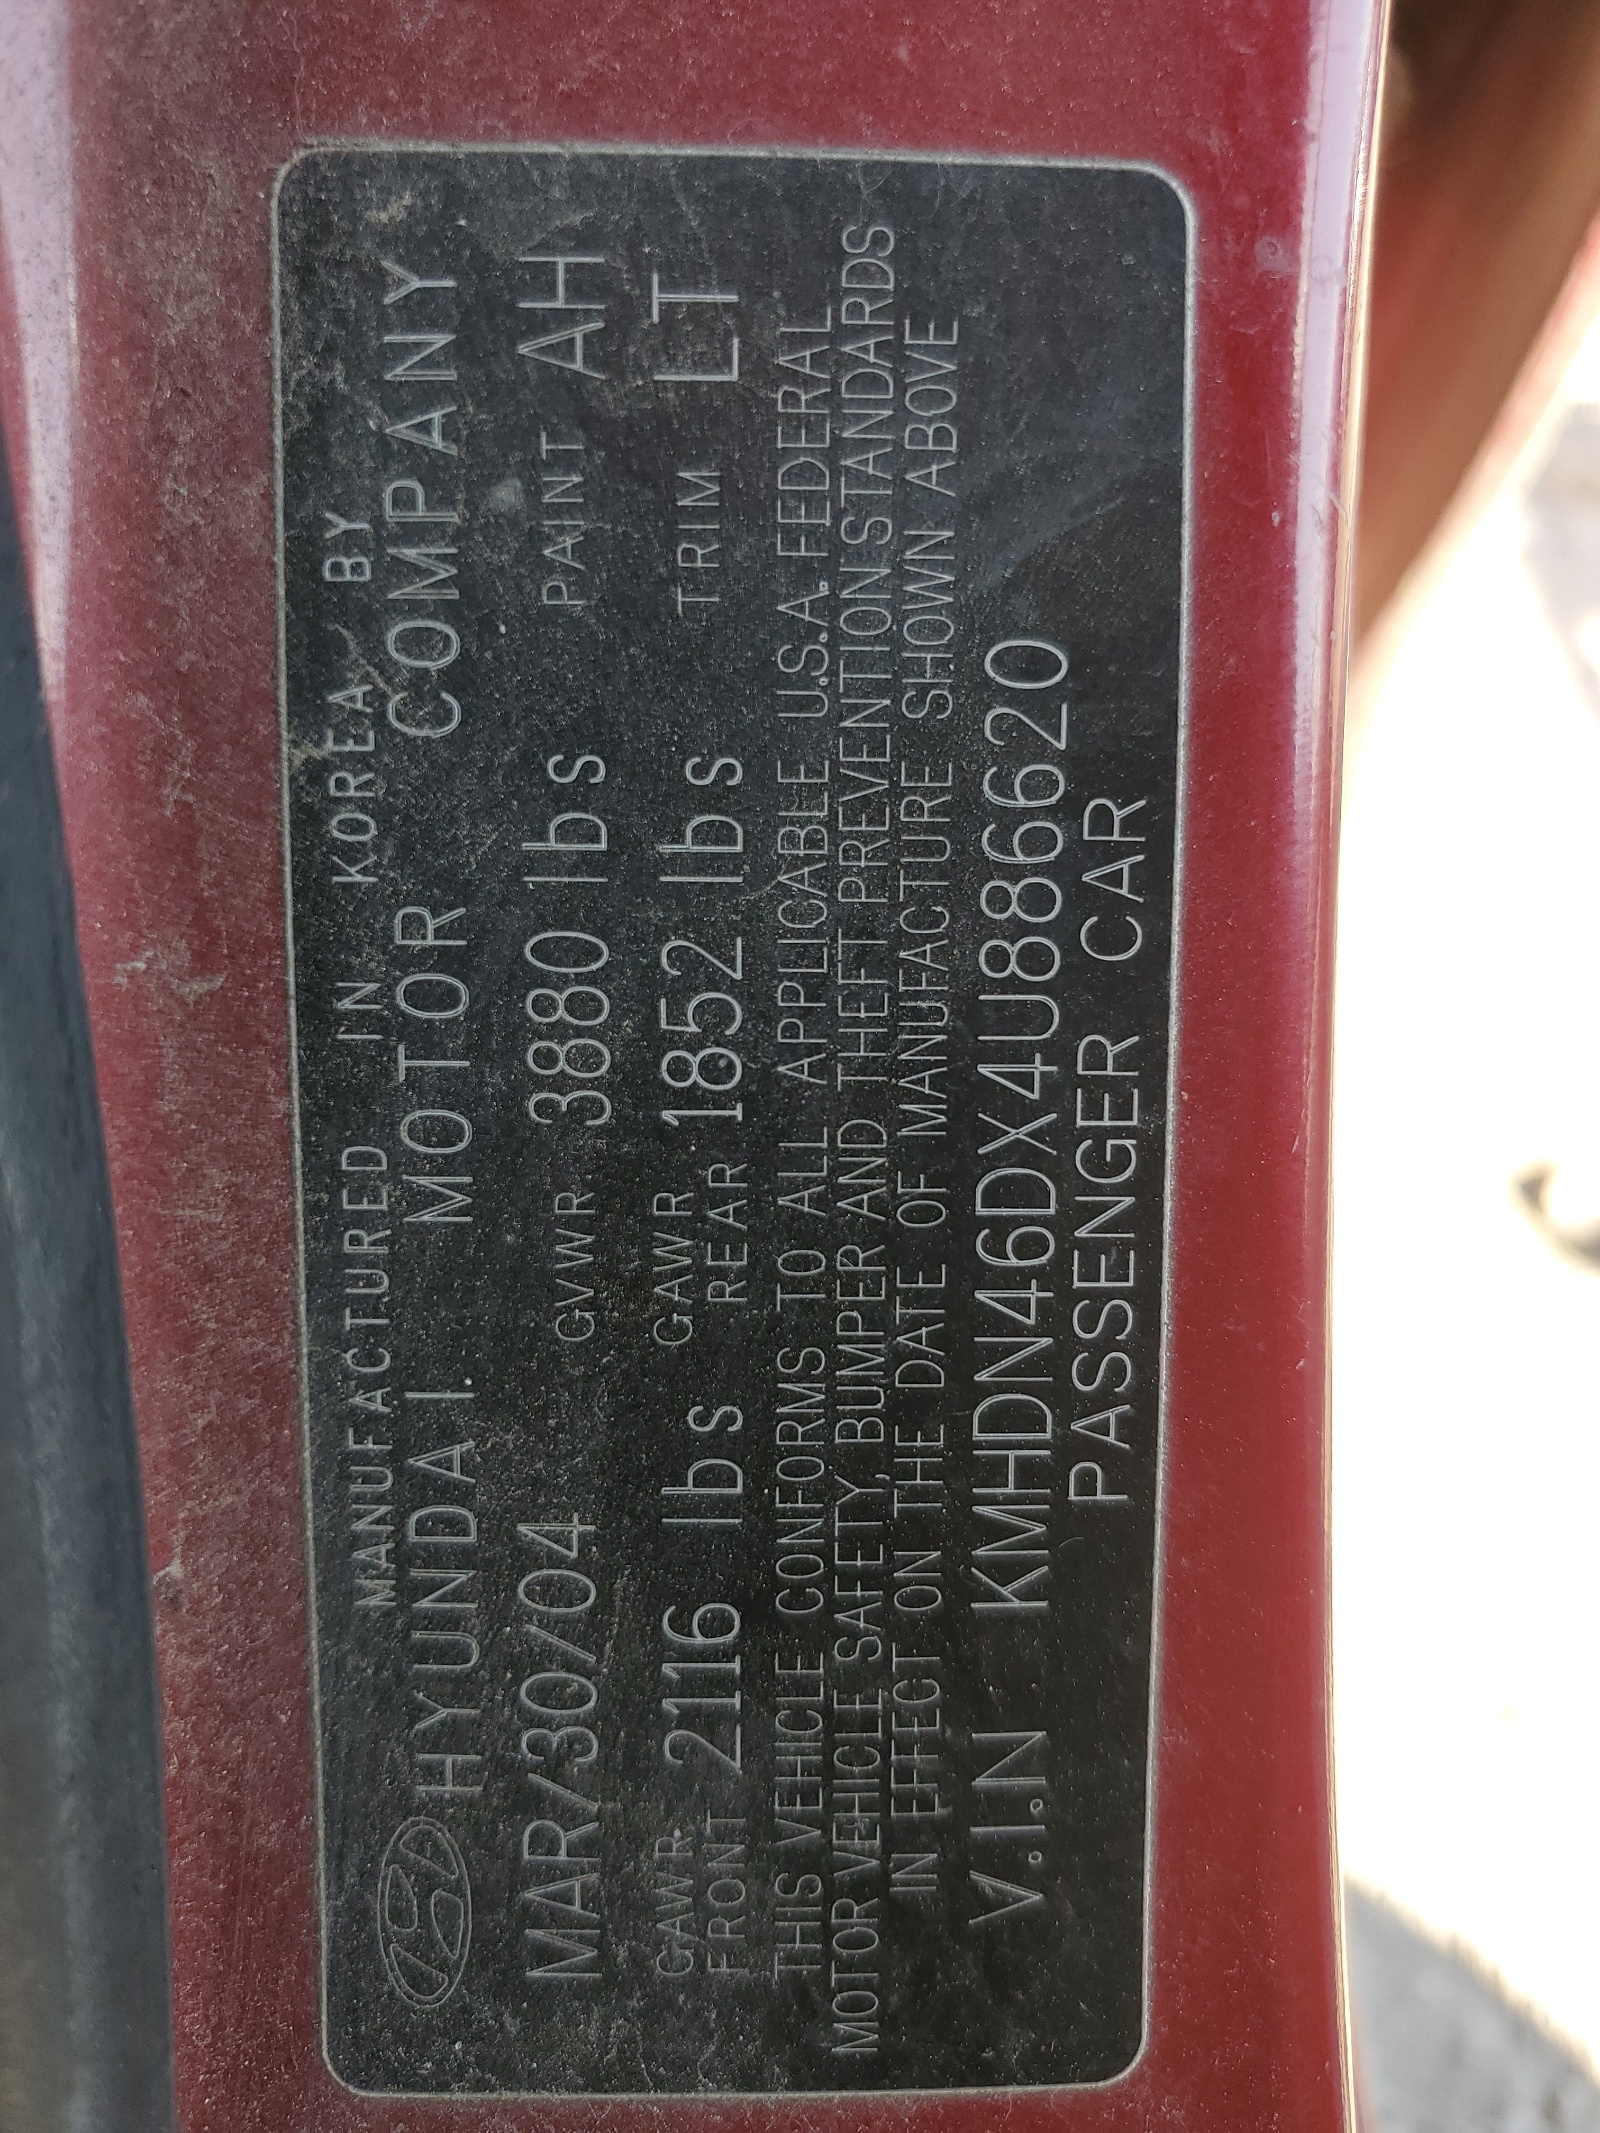 MANUFACTURED IN KOREA BY
HYUNDAI MOTOR COMPANY
MAR/30/04 GVWR 3880 lbs PAINT AH
GAWR FRONT 2116 lbs GAWR REAR 1852 lbs TRIM LT
THIS VEHICLE CONFORMS TO ALL APPLICABLE U.S.A. FEDERAL
MOTOR VEHICLE SAFETY, BUMPER AND THEFT PREVENTION STANDARDS
IN EFFECT ON THE DATE OF MANUFACTURE SHOWN ABOVE
V.I.N KMHDN46DX4U886620
PASSENGER CAR